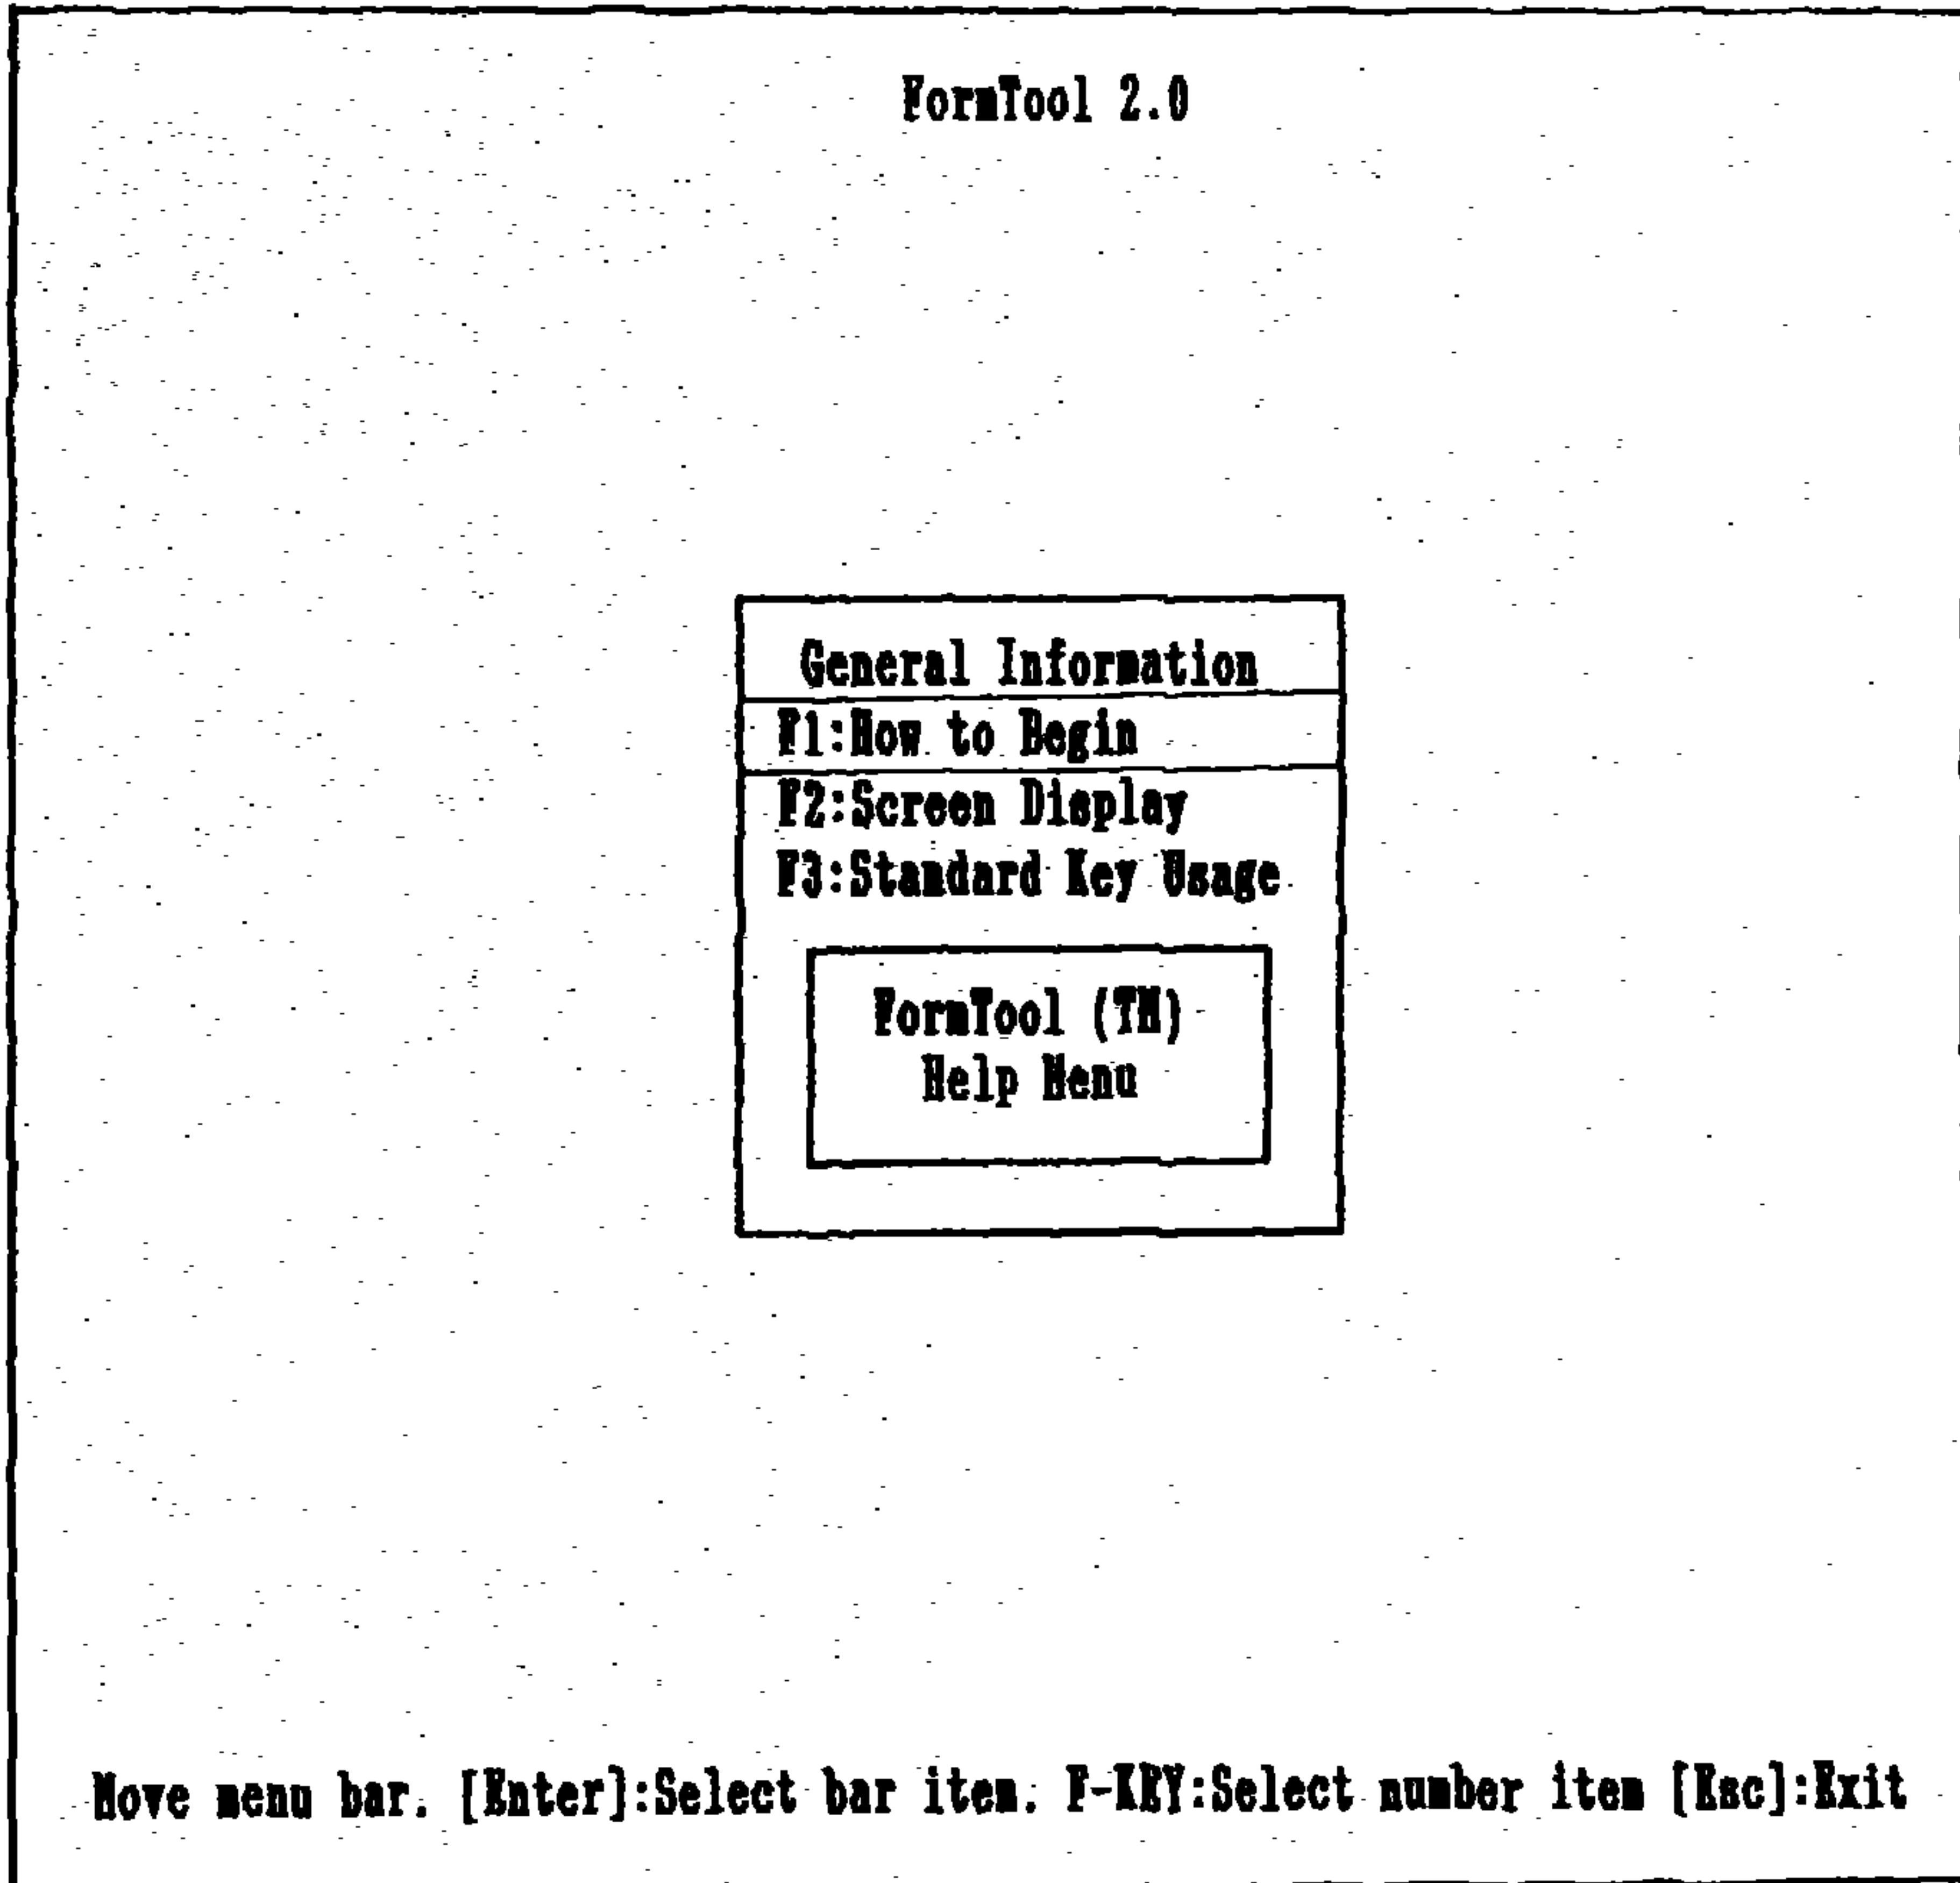 FormTool 2.0
General Information
F1:How to Begin
F2:Screen Display
F3:Standard Key Usage
FormTool (TM)
Help Menu
Move menu bar. [Enter]:Select bar item. F-KEY:Select number item [Esc]:Exit